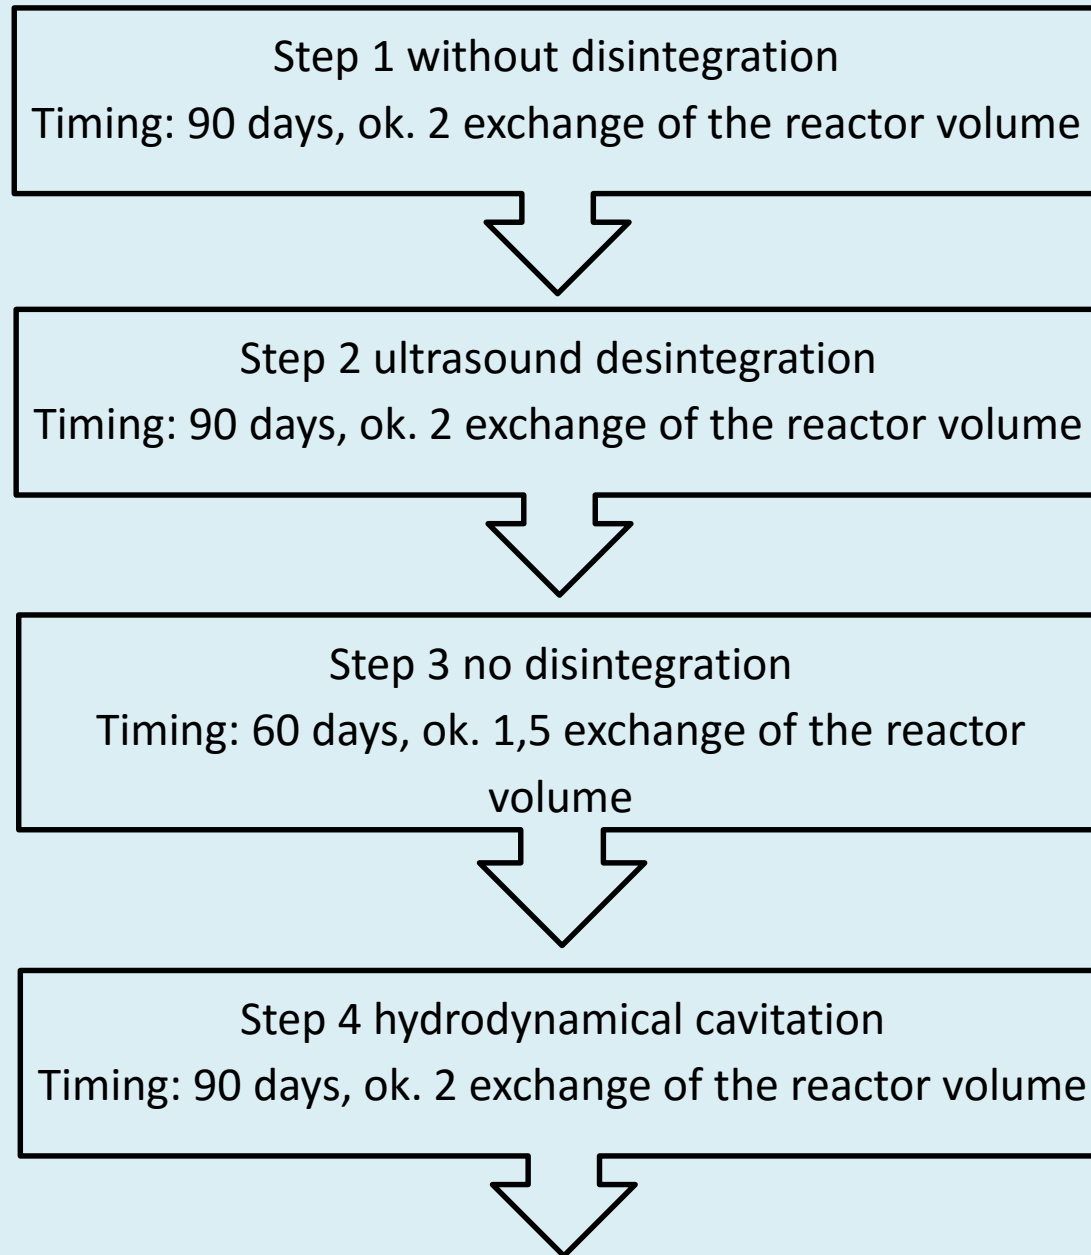 Step 1 without disintegration
Timing: 90 days, ok. 2 exchange of the reactor volume
Step 2 ultrasound desintegration
Timing: 90 days, ok. 2 exchange of the reactor volume
Step 3 no disintegration
Timing: 60 days, ok. 1,5 exchange of the reactor
volume
Step 4 hydrodynamical cavitation
Timing: 90 days, ok. 2 exchange of the reactor volume